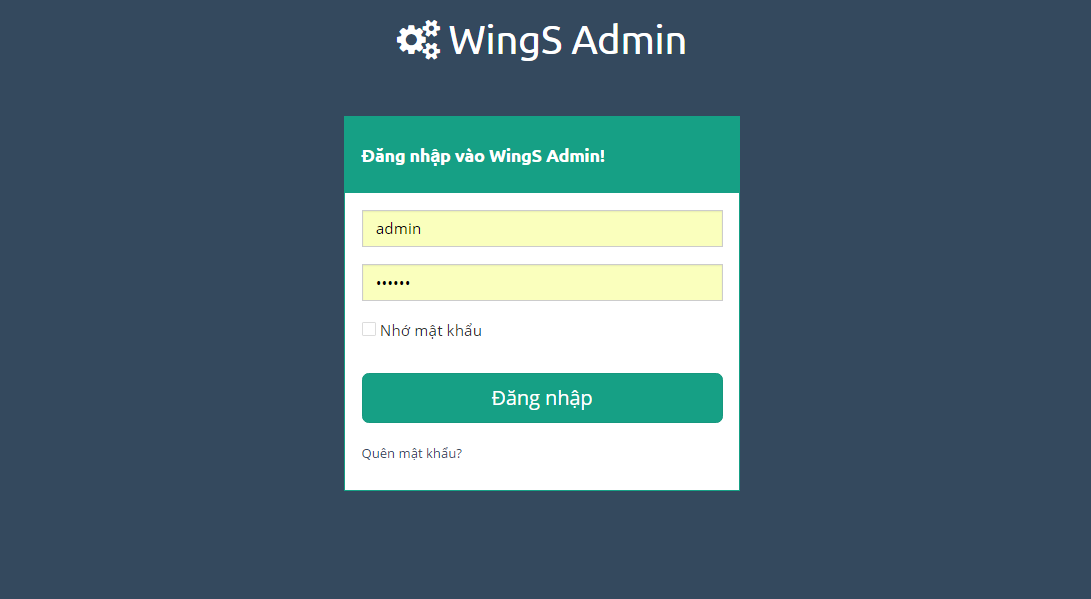 WingS Admin
Đăng nhập vào WingS Admin!
admin
••••••
Nhớ mật khẩu
Đăng nhập
Quên mật khẩu?